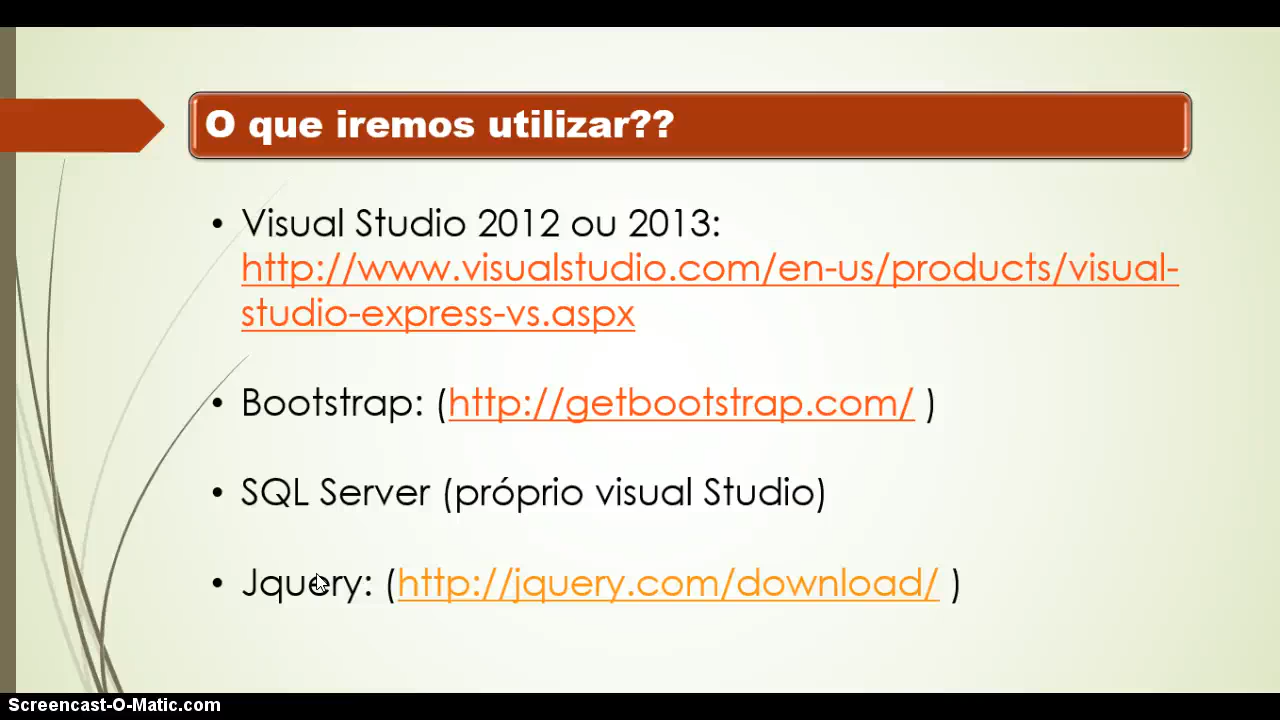 O que iremos utilizar??
• Visual Studio 2012 ou 2013:
http://www.visualstudio.com/en-us/products/visual-
studio-express-vs.aspx
• Bootstrap: (http://getbootstrap.com/ )
• SQL Server (próprio visual Studio)
• Jquery: (http://jquery.com/download/ )
Screencast-O-Matic.com